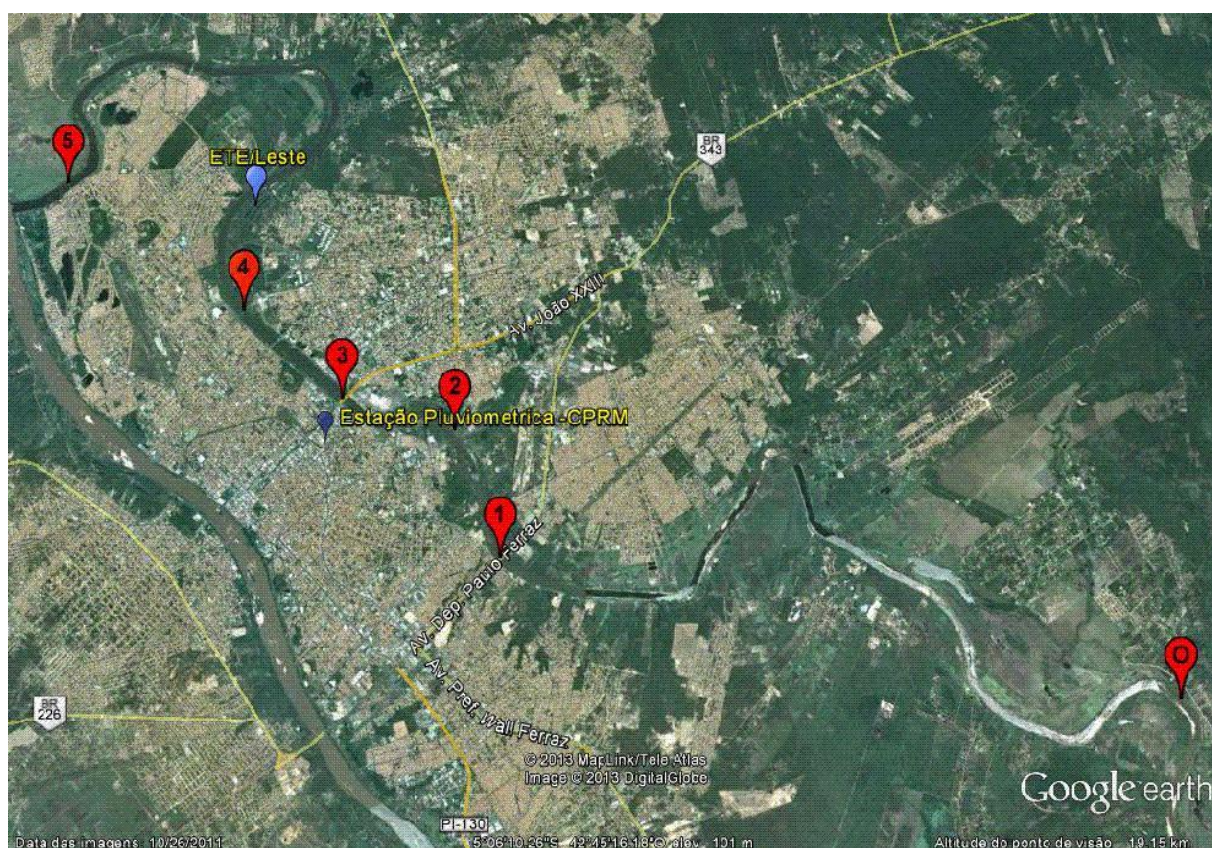 BR
343
5
ETE/Leste
4
Av. João XXIII
3
2
Estação Pluviometrica -CPRM
1
Av. Dep. Paulo Ferraz
O
Av. Pref. Wall Ferraz
BR
226
© 2013 MapLink/Tele Atlas
Image © 2013 DigitalGlobe
Google earth
PI-130
Data das imagens: 10/26/2011 5°06'10.26"S 42°45'16.18"O elev. 101 m Altitude do ponto de visão 19.15 km